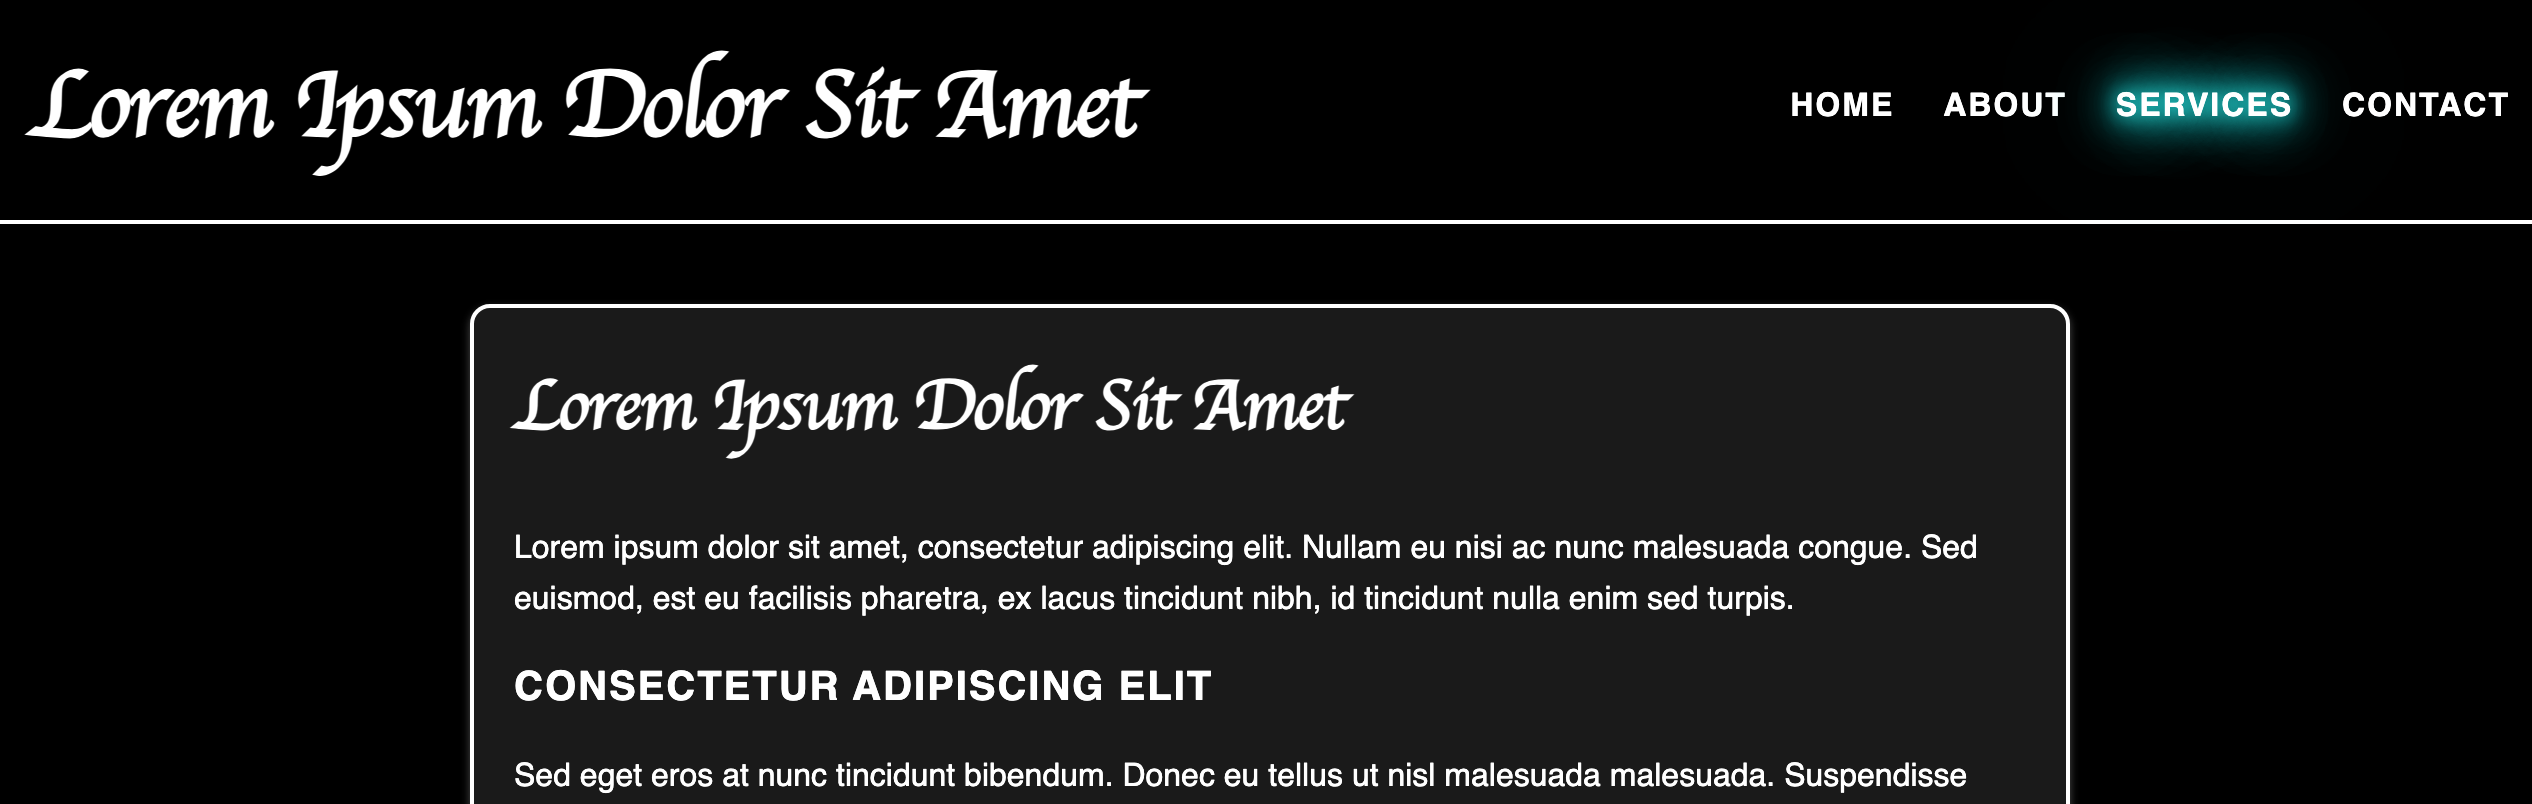 Lorem Ipsum Dolor Sit Amet
HOME ABOUT SERVICES CONTACT
Lorem Ipsum Dolor Sit Amet
Lorem ipsum dolor sit amet, consectetur adipiscing elit. Nullam eu nisi ac nunc malesuada congue. Sed
euismod, est eu facilisis pharetra, ex lacus tincidunt nibh, id tincidunt nulla enim sed turpis.
CONSECTETUR ADIPISCING ELIT
Sed eget eros at nunc tincidunt bibendum. Donec eu tellus ut nisl malesuada malesuada. Suspendisse